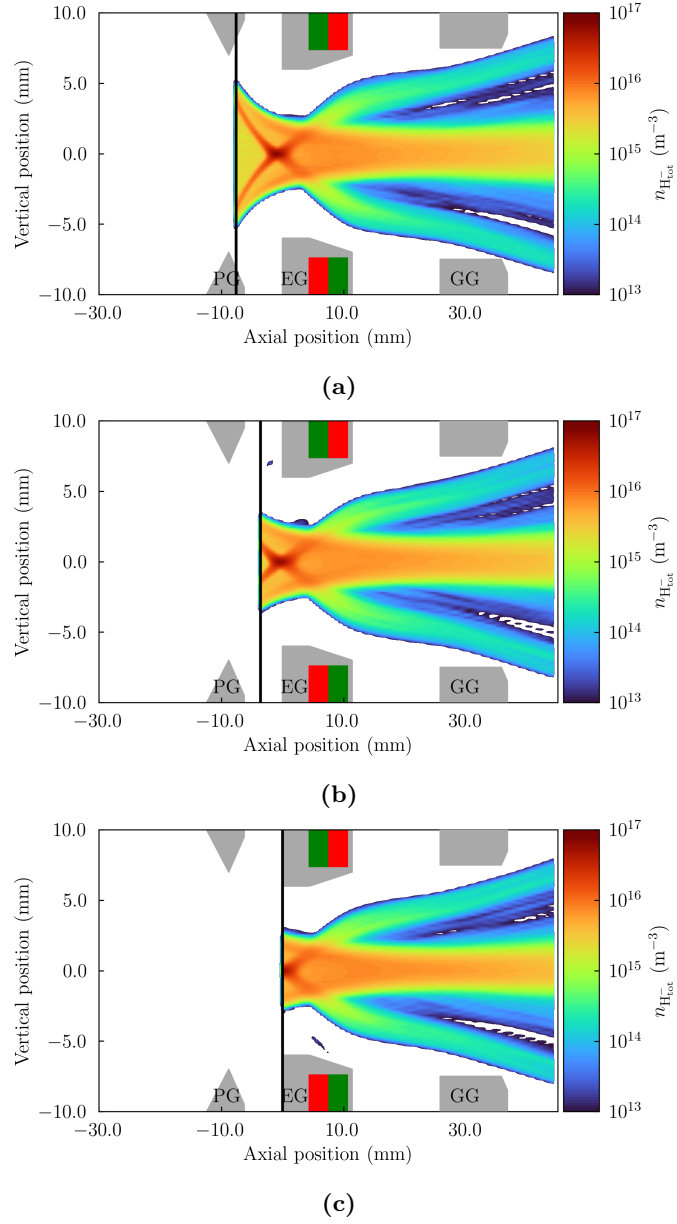 10.0
5.0
0.0
−5.0
−10.0
Vertical position (mm)
PG
EG
GG
−30.0
−10.0
10.0
30.0
Axial position (mm)
10^17
10^16
10^15
10^14
10^13
n_{H^-_{tot}} (m^{−3})
(a)
10.0
5.0
0.0
−5.0
−10.0
Vertical position (mm)
PG
EG
GG
−30.0
−10.0
10.0
30.0
Axial position (mm)
10^17
10^16
10^15
10^14
10^13
n_{H^-_{tot}} (m^{−3})
(b)
10.0
5.0
0.0
−5.0
−10.0
Vertical position (mm)
PG
EG
GG
−30.0
−10.0
10.0
30.0
Axial position (mm)
10^17
10^16
10^15
10^14
10^13
n_{H^-_{tot}} (m^{−3})
(c)